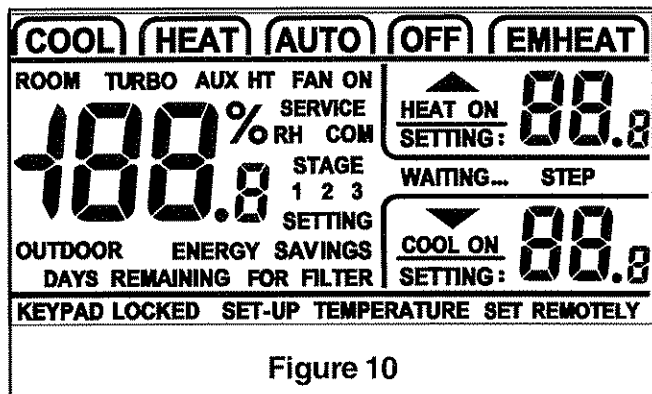 COOL HEAT AUTO OFF EMHEAT
ROOM TURBO AUX HT FAN ON
188.8 % SERVICE
RH COM
STAGE
1 2 3
SETTING
OUTDOOR ENERGY SAVINGS
DAYS REMAINING FOR FILTER
HEAT ON
SETTING: 88.8
WAITING... STEP
COOL ON
SETTING: 88.8
KEYPAD LOCKED SET-UP TEMPERATURE SET REMOTELY
Figure 10